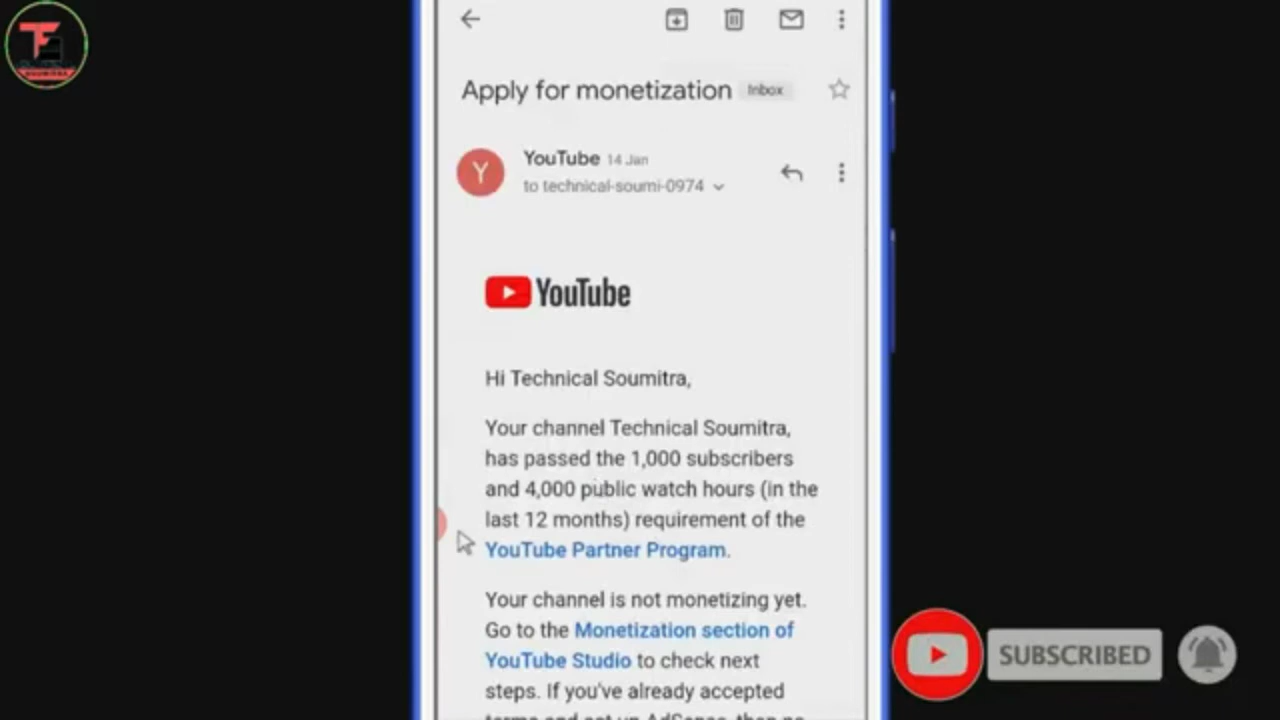 Apply for monetization Inbox
Y
YouTube 14 Jan
to technical-soumi-0974
YouTube
Hi Technical Soumitra,
Your channel Technical Soumitra,
has passed the 1,000 subscribers
and 4,000 public watch hours (in the
last 12 months) requirement of the
YouTube Partner Program.
Your channel is not monetizing yet.
Go to the Monetization section of
YouTube Studio to check next
steps. If you've already accepted
SUBSCRIBED